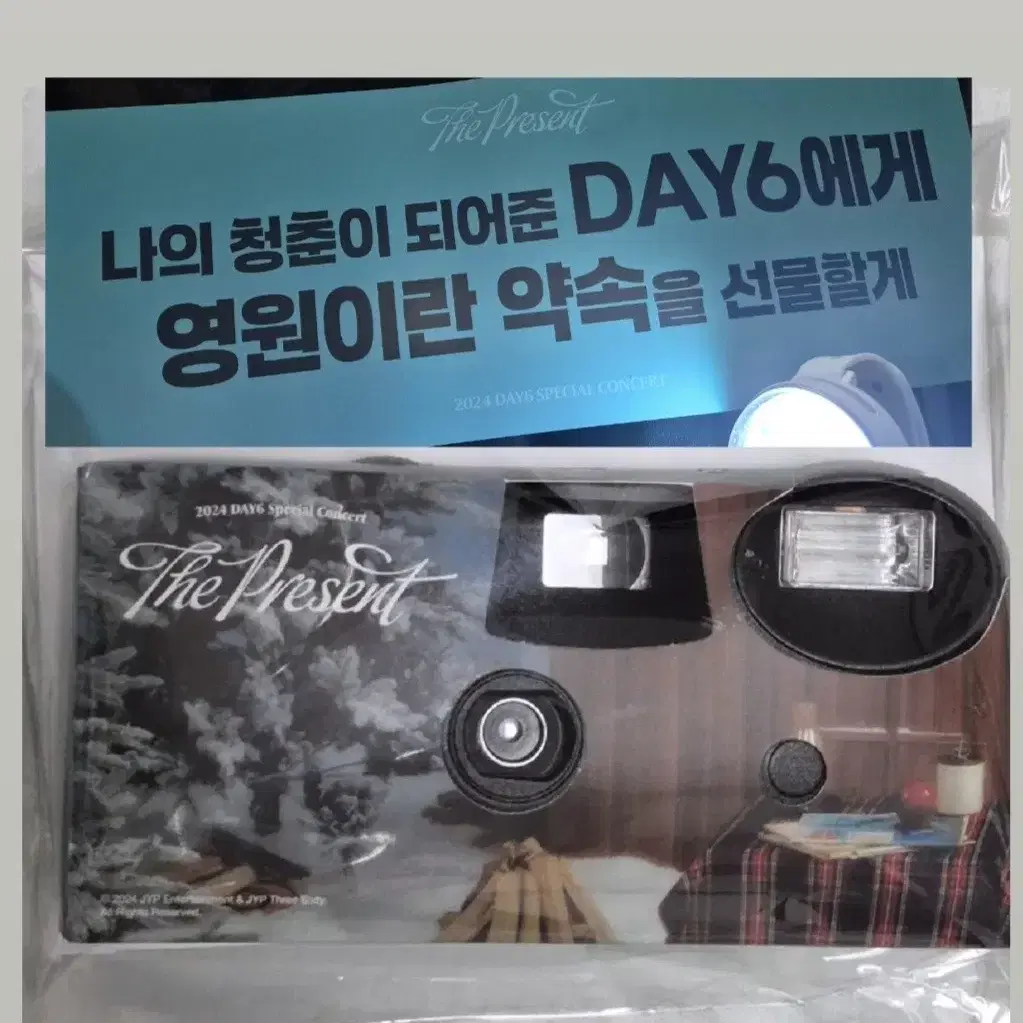 The Present
나의 청춘이 되어준 DAY6에게
영원이란 약속을 선물할게
2024 DAY6 SPECIAL CONCERT
2024 DAY6 Special Concert
The Present
© 2024 JYP Entertainment & JYP Three Sixty.
All Rights Reserved.